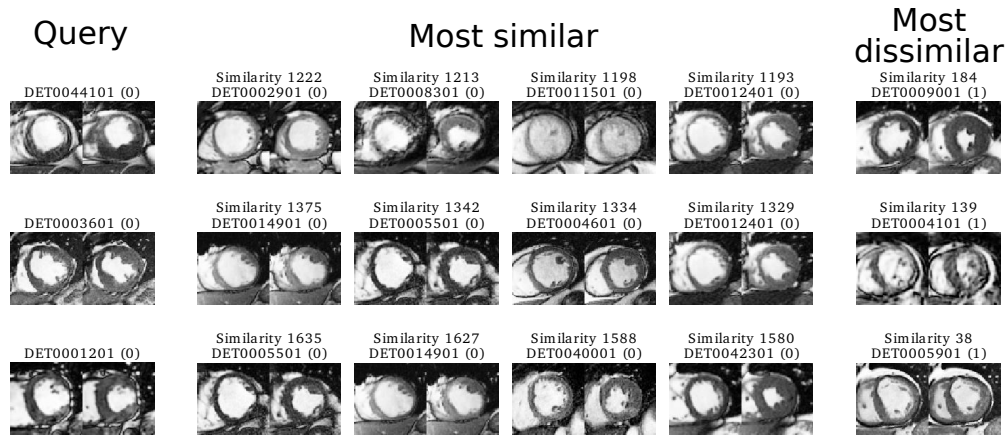 Query
Most similar
Most
dissimilar
DET0044101 (0)
Similarity 1222
DET0002901 (0)
Similarity 1213
DET0008301 (0)
Similarity 1198
DET0011501 (0)
Similarity 1193
DET0012401 (0)
Similarity 184
DET0009001 (1)
DET0003601 (0)
Similarity 1375
DET0014901 (0)
Similarity 1342
DET0005501 (0)
Similarity 1334
DET0004601 (0)
Similarity 1329
DET0012401 (0)
Similarity 139
DET0004101 (1)
DET0001201 (0)
Similarity 1635
DET0005501 (0)
Similarity 1627
DET0014901 (0)
Similarity 1588
DET0040001 (0)
Similarity 1580
DET0042301 (0)
Similarity 38
DET0005901 (1)